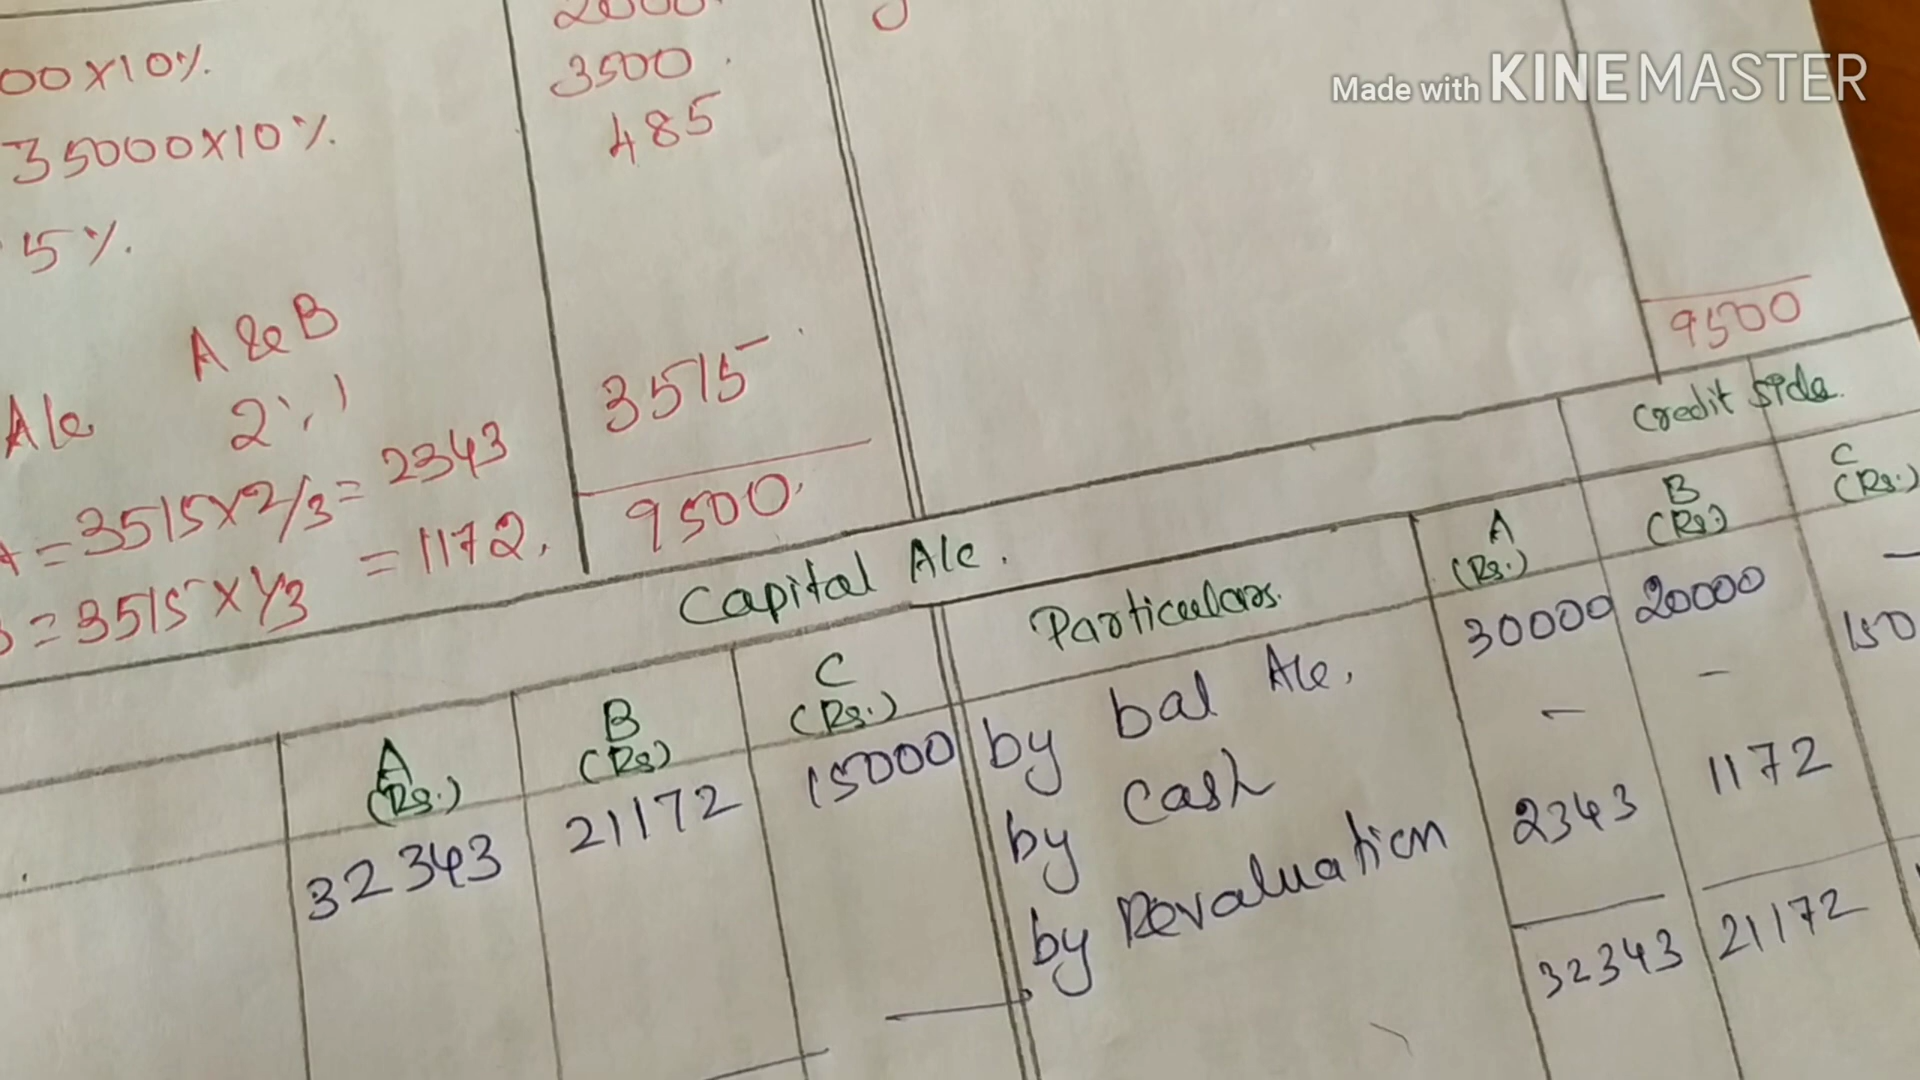 Made with KINEMASTER
2000
00x10%. 3500
35000x10%. 485
5%.
A & B
A/c 2:1 3515
A = 3515x2/3 = 2343 9500
B = 3515x1/3 = 1172. 9500.
Capital A/c. Credit side.
A (Rs.) B (Rs) C (Rs.) Particulars. A (Rs.) B (Rs.) C (Rs.)
32343 21172 15000 by bal A/c. 30000 20000 —
by Cash — — 150
by Revaluation 2343 1172
32343 21172